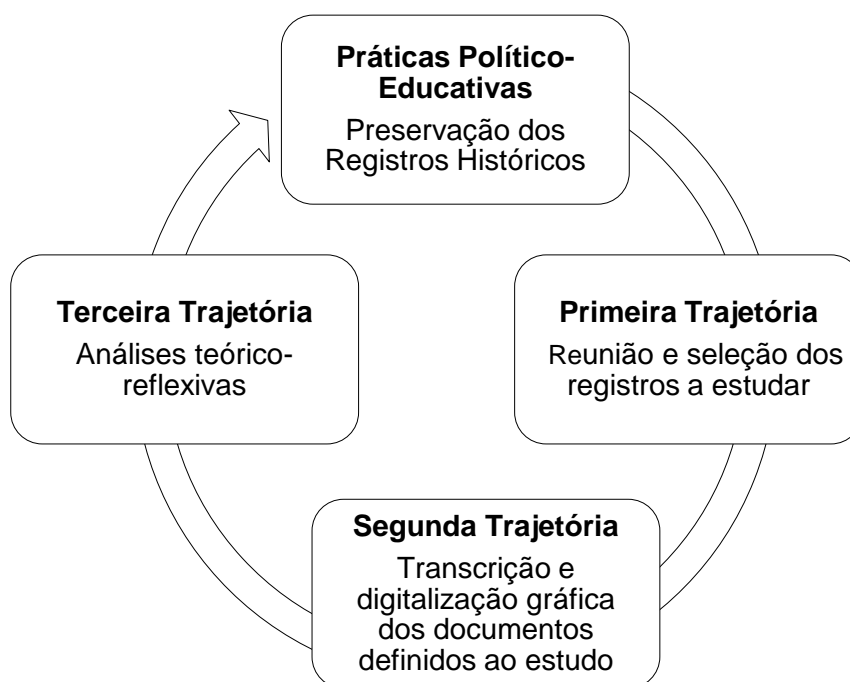 Práticas Político-
Educativas
Preservação dos
Registros Históricos
Primeira Trajetória
Reunião e seleção dos
registros a estudar
Segunda Trajetória
Transcrição e
digitalização gráfica
dos documentos
definidos ao estudo
Terceira Trajetória
Análises teórico-
reflexivas